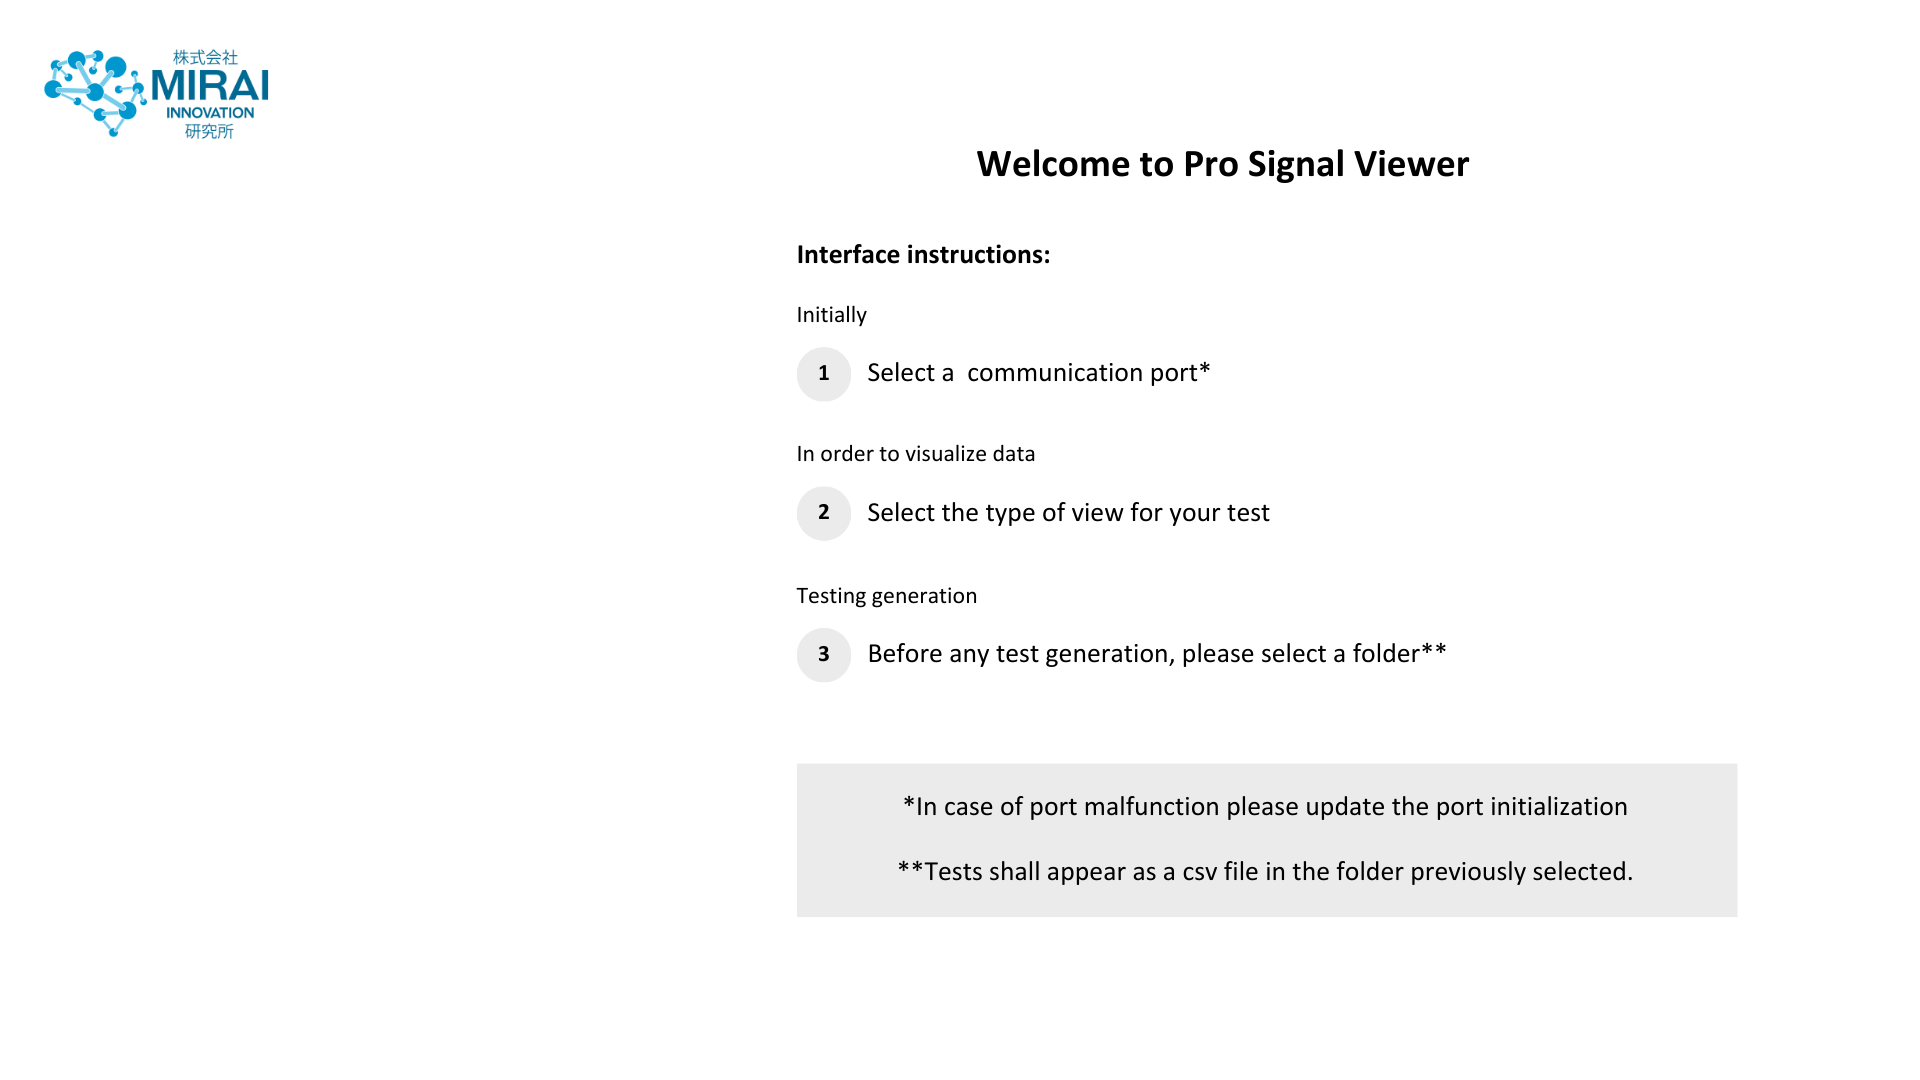 株式会社
MIRAI
INNOVATION
研究所
Welcome to Pro Signal Viewer
Interface instructions:
Initially
1 Select a  communication port*
In order to visualize data
2 Select the type of view for your test
Testing generation
3 Before any test generation, please select a folder**
*In case of port malfunction please update the port initialization
**Tests shall appear as a csv file in the folder previously selected.